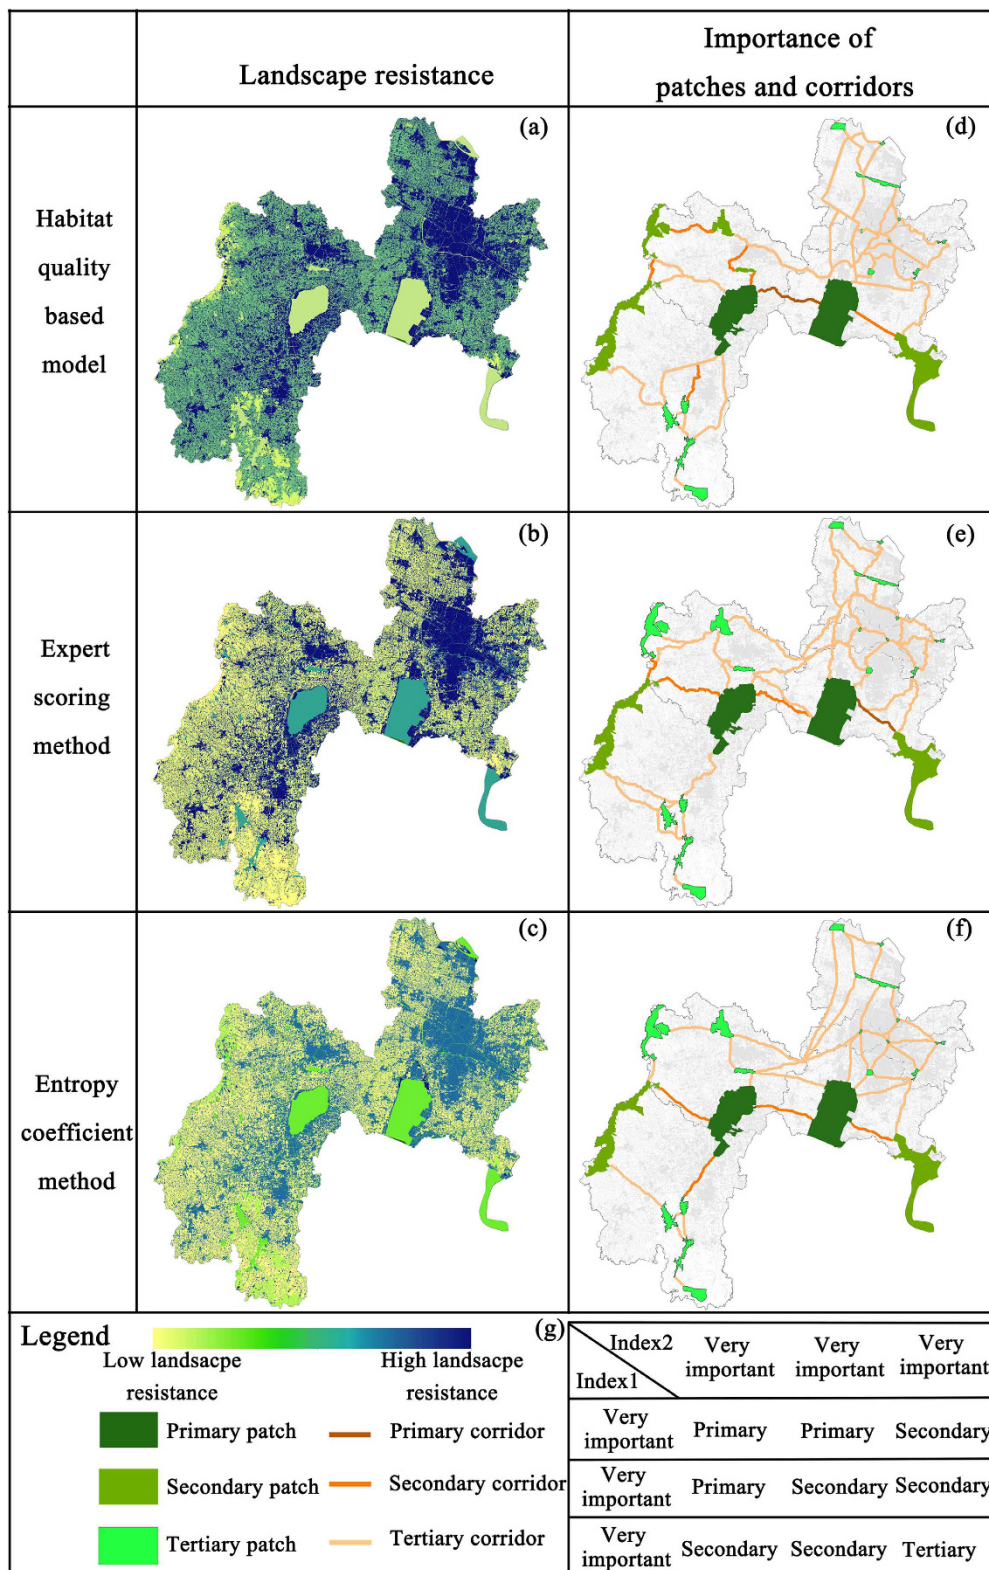 Landscape resistance
Importance of
patches and corridors
Habitat
quality
based
model
(a)
(d)
Expert
scoring
method
(b)
(e)
Entropy
coefficient
method
(c)
(f)
Legend
(g)
Low landsacpe
resistance
High landsacpe
resistance
Primary patch
Primary corridor
Secondary patch
Secondary corridor
Tertiary patch
Tertiary corridor
Index2
Index1
Very
important
Very
important
Very
important
Very
important
Primary
Primary
Secondary
Very
important
Primary
Secondary
Secondary
Very
important
Secondary
Secondary
Tertiary